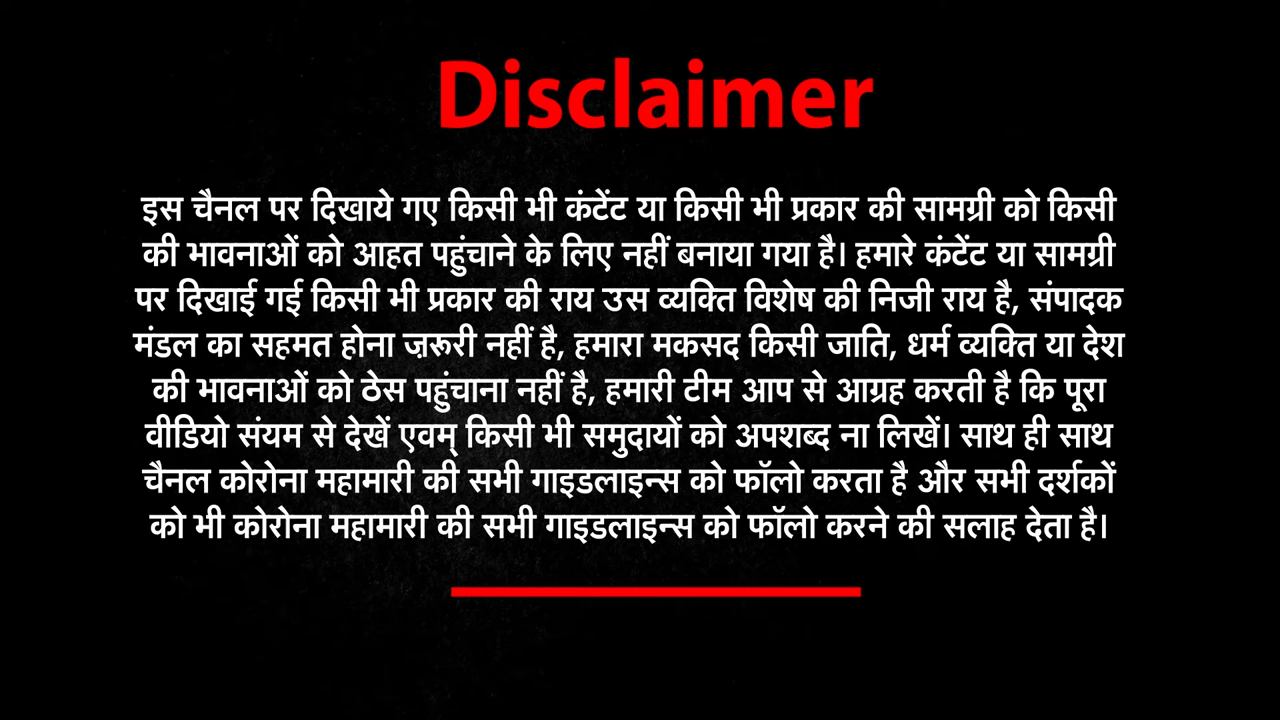 Disclaimer
इस चैनल पर दिखाये गए किसी भी कंटेंट या किसी भी प्रकार की सामग्री को किसी
की भावनाओं को आहत पहुंचाने के लिए नहीं बनाया गया है। हमारे कंटेंट या सामग्री
पर दिखाई गई किसी भी प्रकार की राय उस व्यक्ति विशेष की निजी राय है, संपादक
मंडल का सहमत होना ज़रूरी नहीं है, हमारा मकसद किसी जाति, धर्म व्यक्ति या देश
की भावनाओं को ठेस पहुंचाना नहीं है, हमारी टीम आप से आग्रह करती है कि पूरा
वीडियो संयम से देखें एवम् किसी भी समुदायों को अपशब्द ना लिखें। साथ ही साथ
चैनल कोरोना महामारी की सभी गाइडलाइन्स को फॉलो करता है और सभी दर्शकों
को भी कोरोना महामारी की सभी गाइडलाइन्स को फॉलो करने की सलाह देता है।